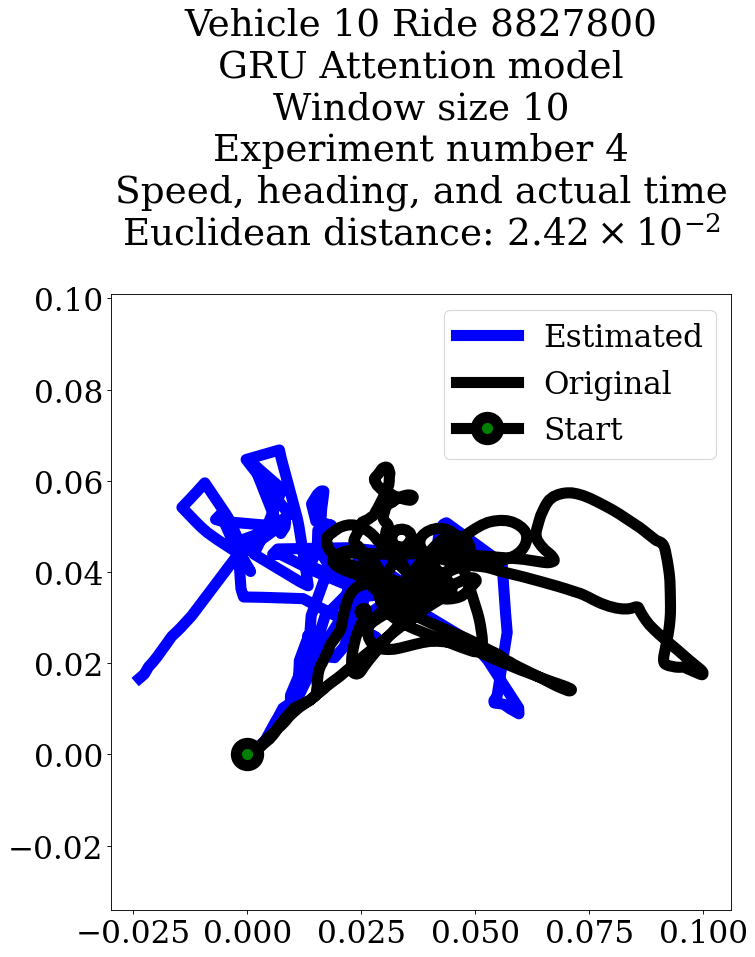 Vehicle 10 Ride 8827800
GRU Attention model
Window size 10
Experiment number 4
Speed, heading, and actual time
Euclidean distance: 2.42 × 10⁻²
Estimated
Original
Start
0.10
0.08
0.06
0.04
0.02
0.00
−0.02
−0.025 0.000 0.025 0.050 0.075 0.100